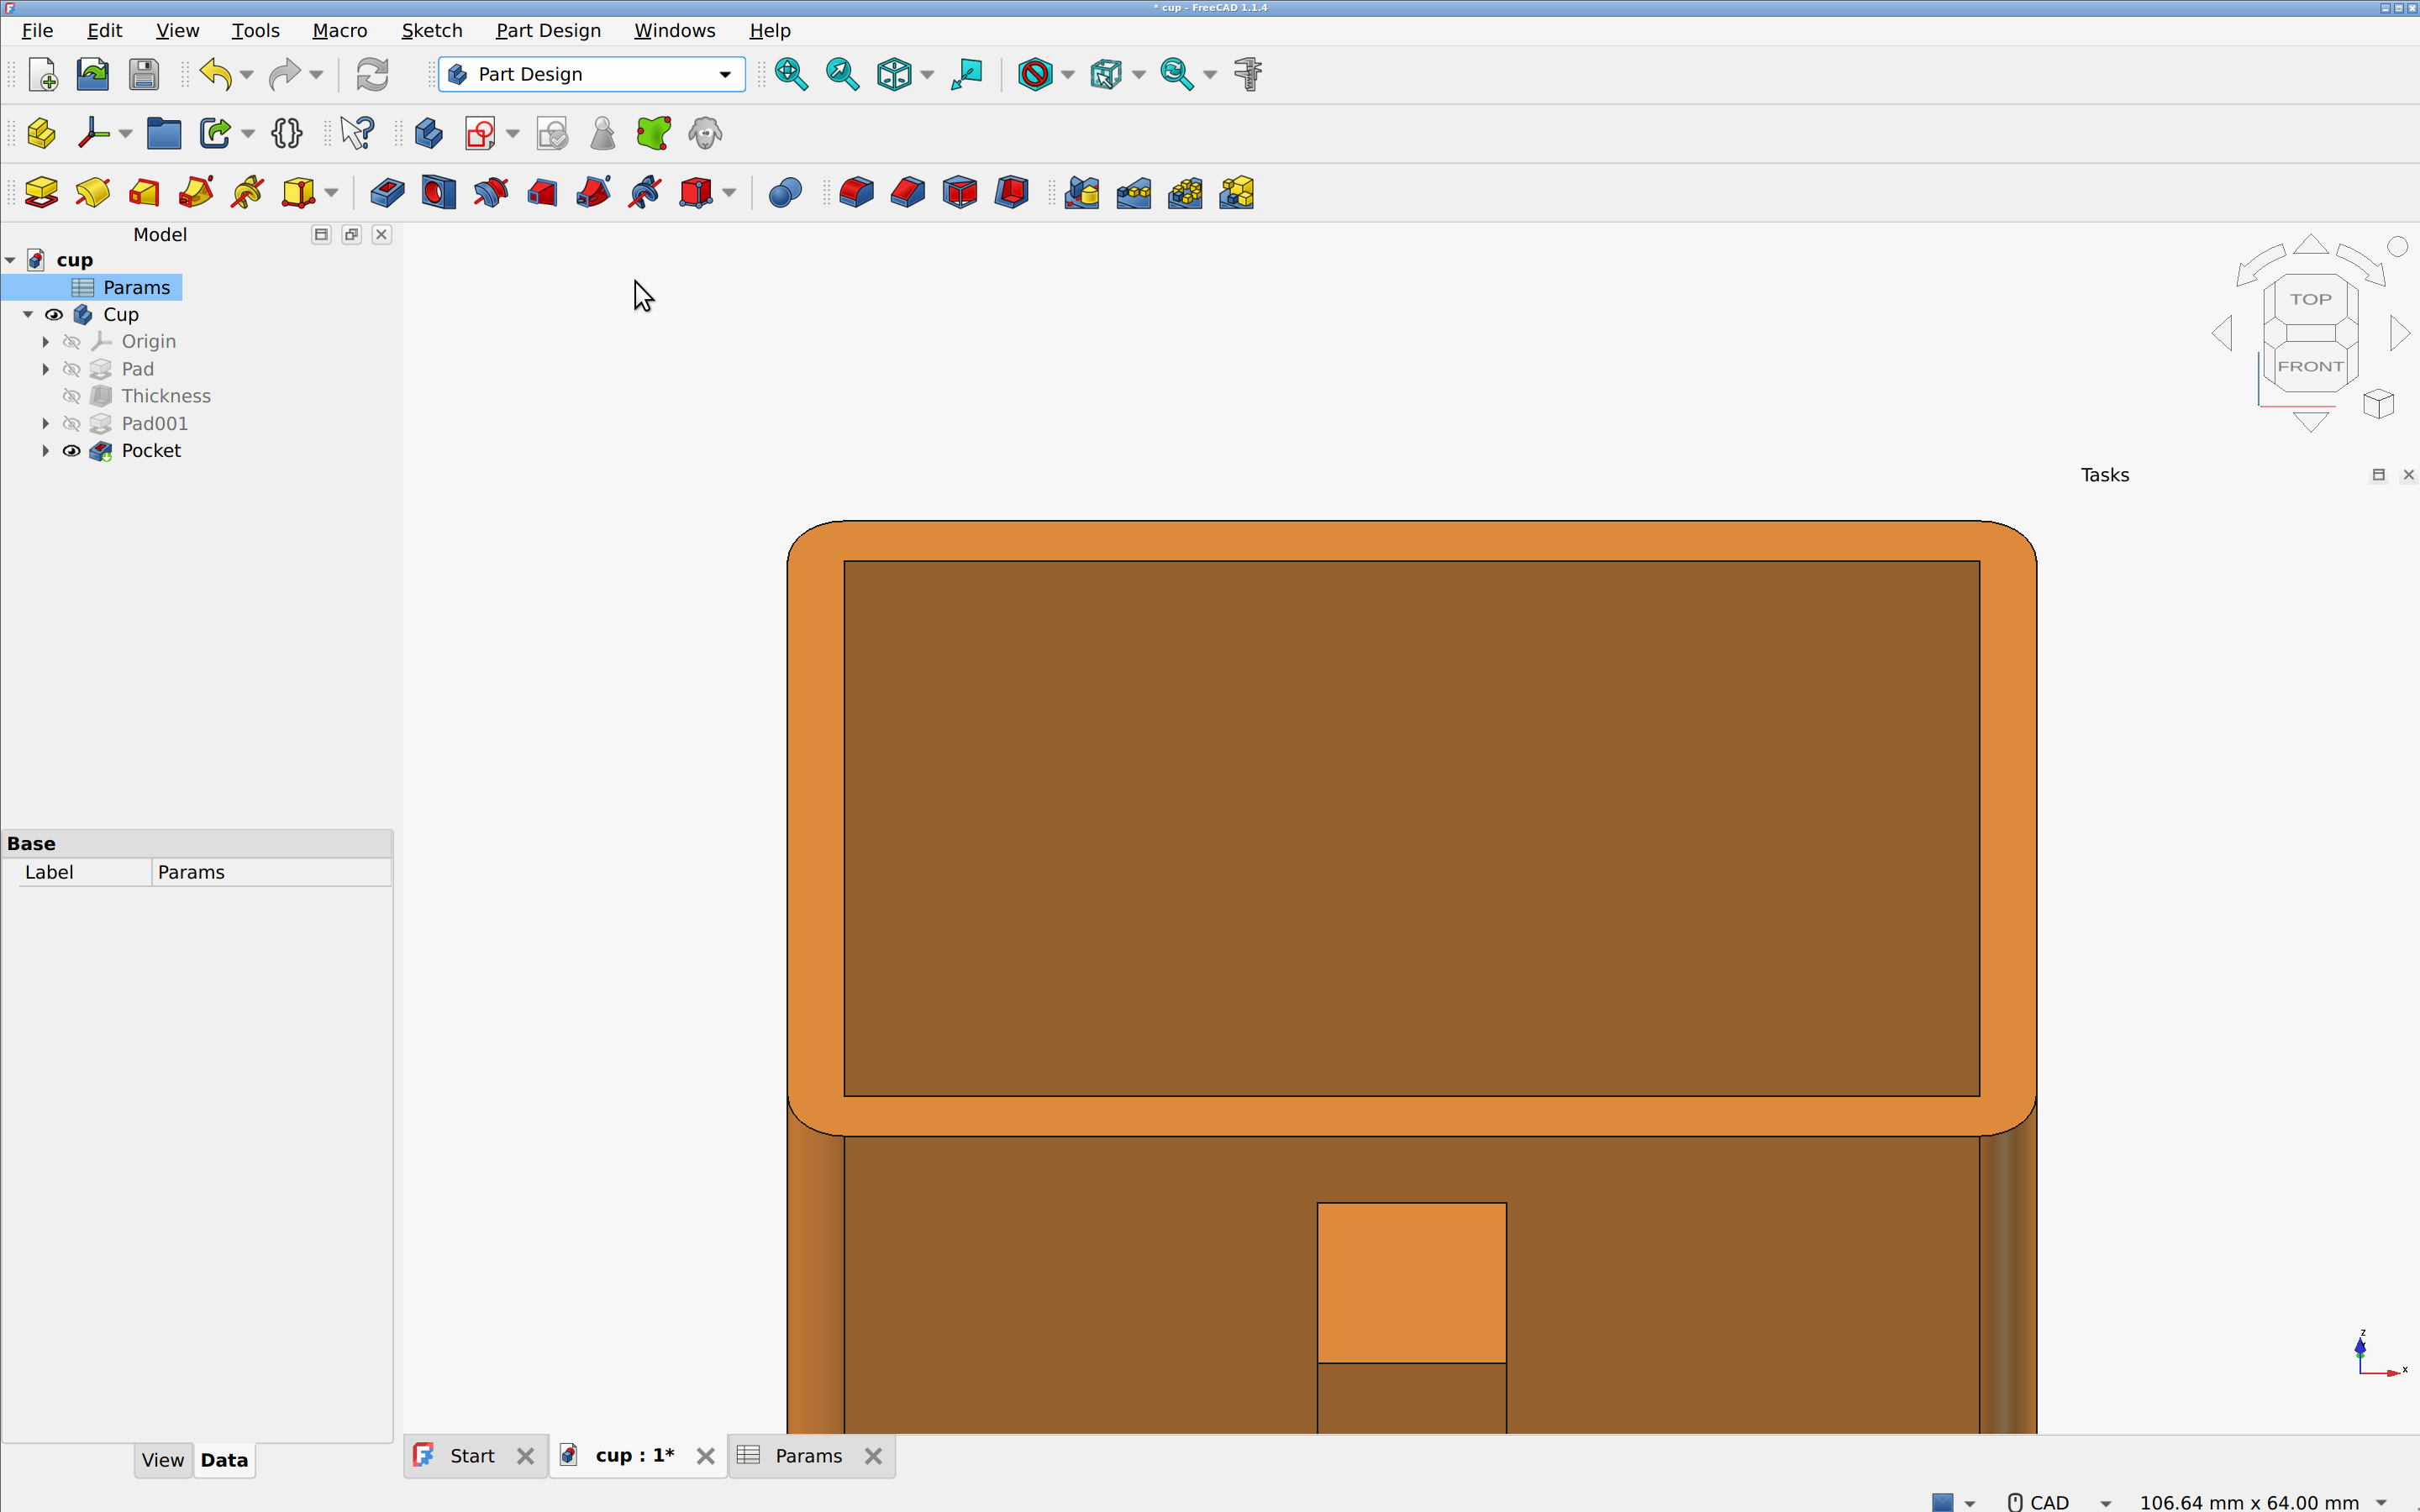 * cup - FreeCAD 1.1.4
File Edit View Tools Macro Sketch Part Design Windows Help
Part Design
Model
cup
Params
Cup
Origin
Pad
Thickness
Pad001
Pocket
TOP
FRONT
Tasks
Base
Label Params
z
x
View Data
Start cup : 1* Params
CAD 106.64 mm x 64.00 mm